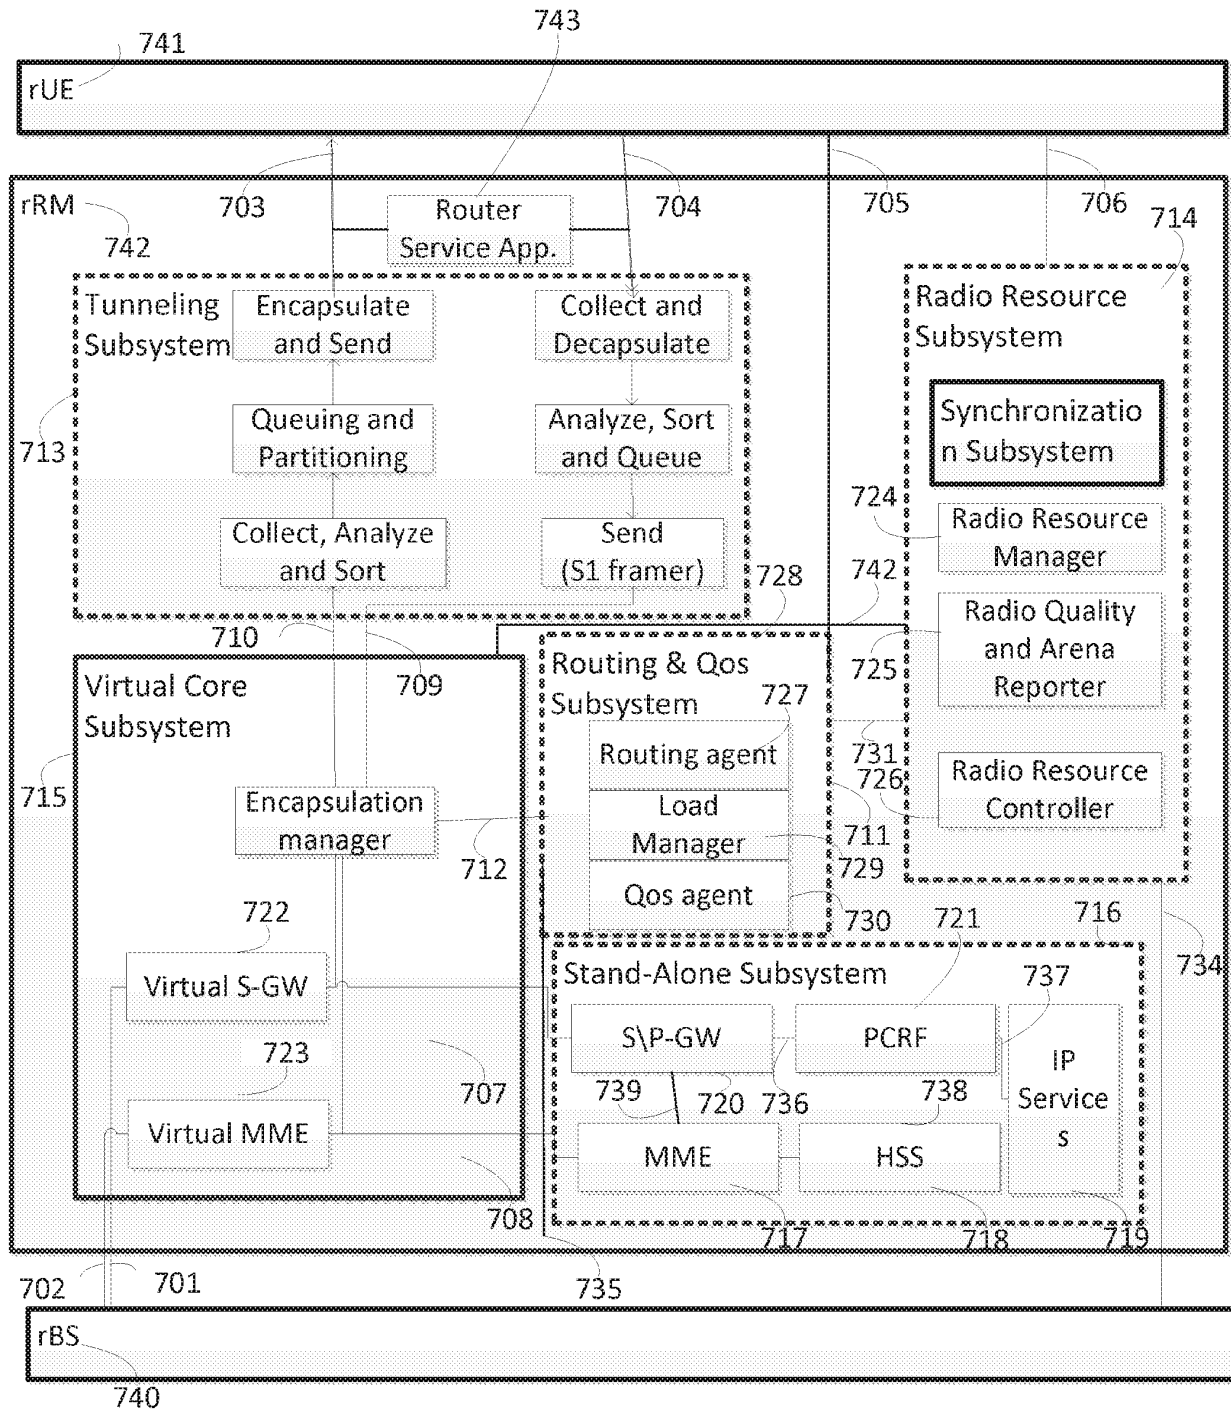 743
741
rUE
703
704
705
706
rRM
742
Router
Service App.
714
Tunneling
Subsystem
Encapsulate
and Send
Collect and
Decapsulate
Radio Resource
Subsystem
Queuing and
Partitioning
Analyze, Sort
and Queue
Synchronizatio
n Subsystem
713
724
Collect, Analyze
and Sort
Send
(S1 framer)
728
742
Radio Resource
Manager
710
709
725
Radio Quality
and Arena
Reporter
Virtual Core
Subsystem
Routing & Qos
Subsystem
727
Routing agent
731
726
715
Encapsulation
manager
712
Load
Manager
711
729
Radio Resource
Controller
Qos agent
730
722
721
716
734
Virtual S-GW
Stand-Alone Subsystem
737
S\P-GW
PCRF
IP
Service
s
723
707
739
720
736
738
Virtual MME
MME
HSS
708
717
718
719
702
701
735
rBS
740